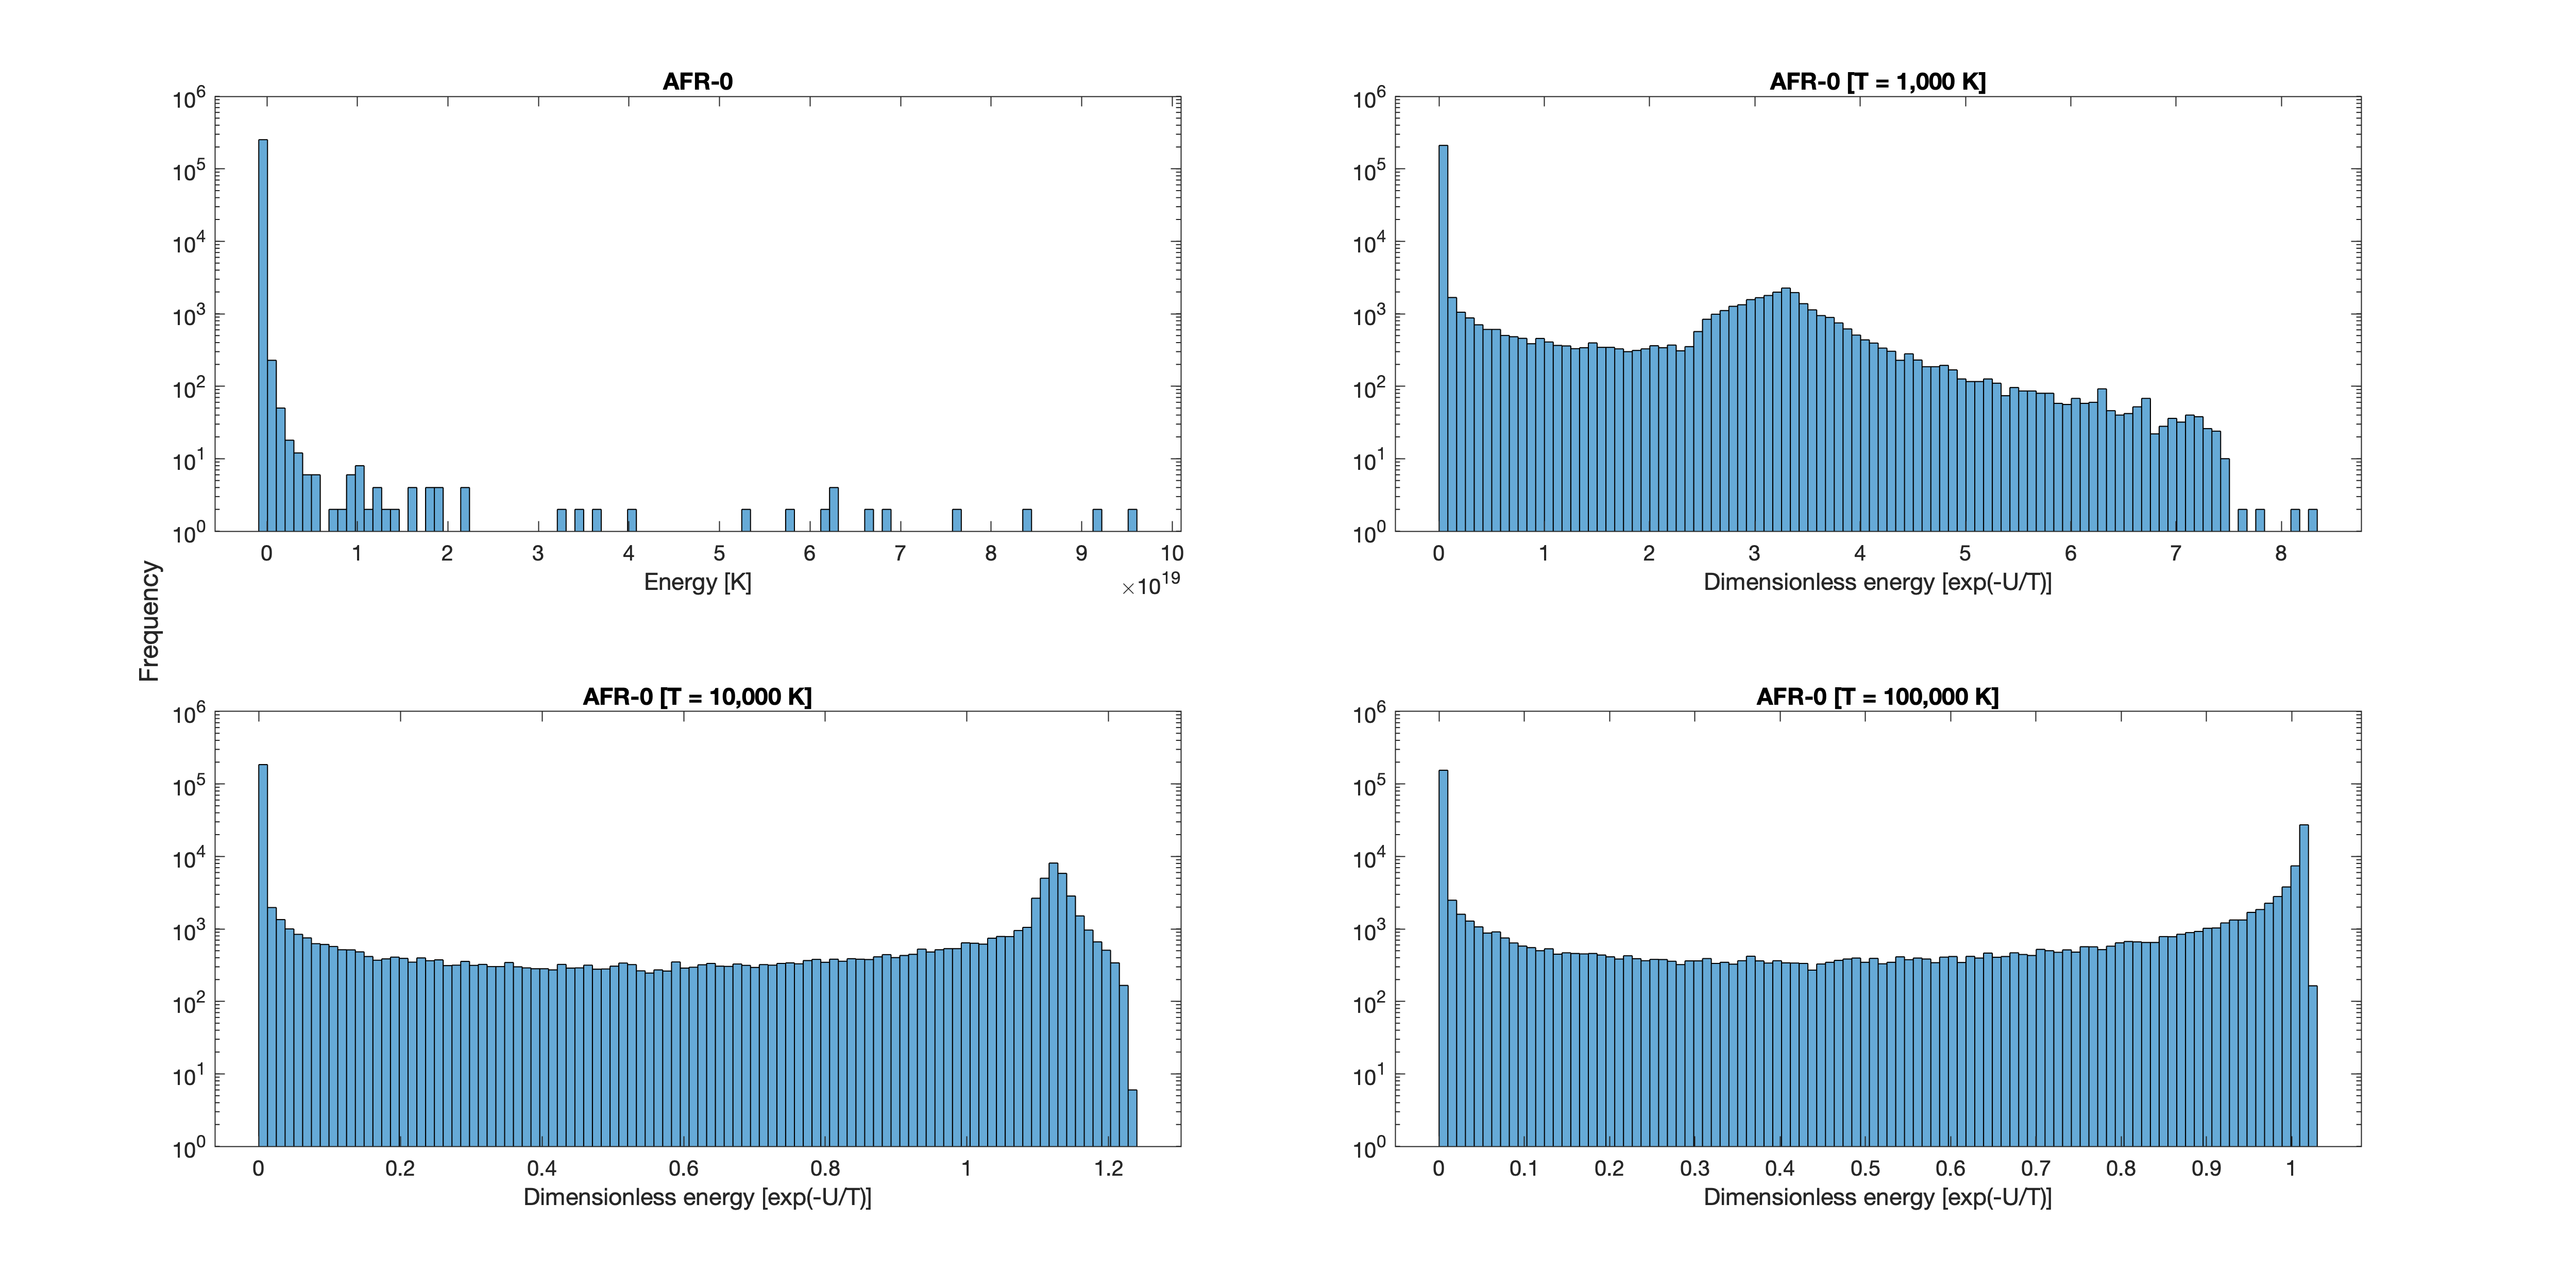 AFR-0
10^6
10^5
10^4
10^3
10^2
10^1
10^0
0 1 2 3 4 5 6 7 8 9 10
×10^19
Energy [K]
AFR-0 [T = 1,000 K]
10^6
10^5
10^4
10^3
10^2
10^1
10^0
0 1 2 3 4 5 6 7 8
Dimensionless energy [exp(-U/T)]
Frequency
AFR-0 [T = 10,000 K]
10^6
10^5
10^4
10^3
10^2
10^1
10^0
0 0.2 0.4 0.6 0.8 1 1.2
Dimensionless energy [exp(-U/T)]
AFR-0 [T = 100,000 K]
10^6
10^5
10^4
10^3
10^2
10^1
10^0
0 0.1 0.2 0.3 0.4 0.5 0.6 0.7 0.8 0.9 1
Dimensionless energy [exp(-U/T)]